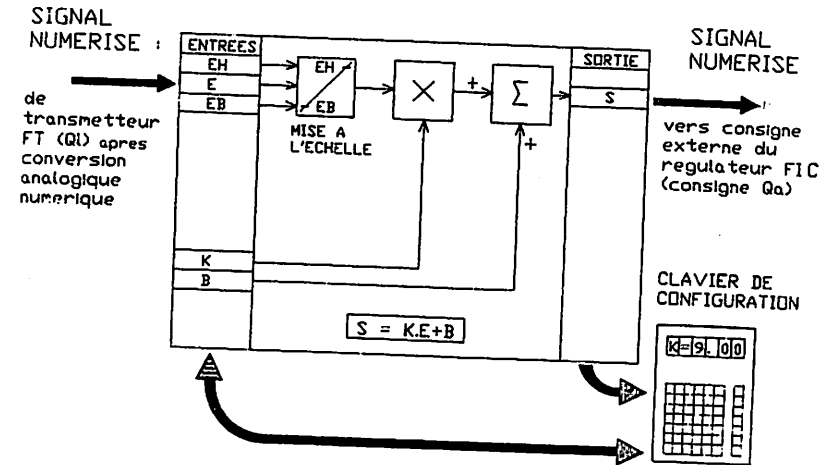 SIGNAL
NUMERISE :
de
transmetteur
FT (Ql) apres
conversion
analogique
numerique
ENTREES
EH
E
EB
K
B
EH
EB
MISE A
L'ECHELLE
×
+
Σ
+
S = K.E+B
SORTIE
S
SIGNAL
NUMERISE
vers consigne
externe du
regulateur FIC
(consigne Qa)
CLAVIER DE
CONFIGURATION
K=9.00